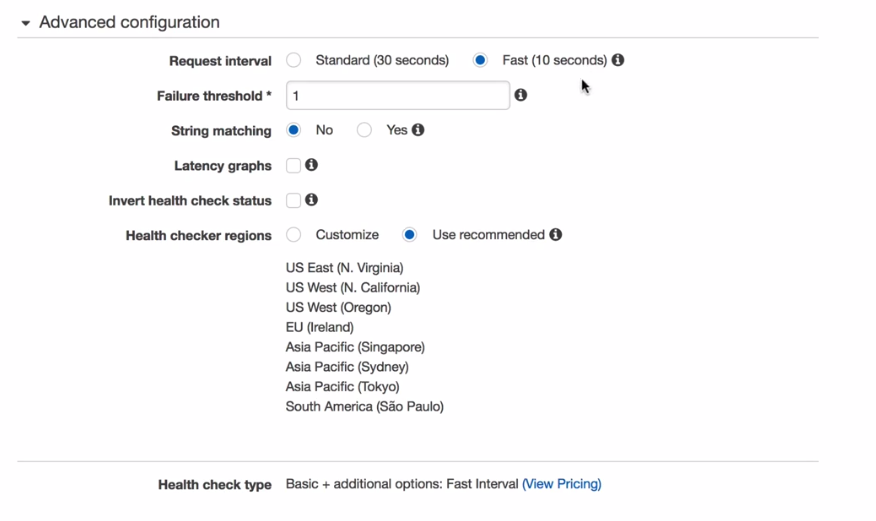 Advanced configuration
Request interval Standard (30 seconds) Fast (10 seconds)
Failure threshold * 1
String matching No Yes
Latency graphs
Invert health check status
Health checker regions Customize Use recommended
US East (N. Virginia)
US West (N. California)
US West (Oregon)
EU (Ireland)
Asia Pacific (Singapore)
Asia Pacific (Sydney)
Asia Pacific (Tokyo)
South America (São Paulo)
Health check type Basic + additional options: Fast Interval (View Pricing)